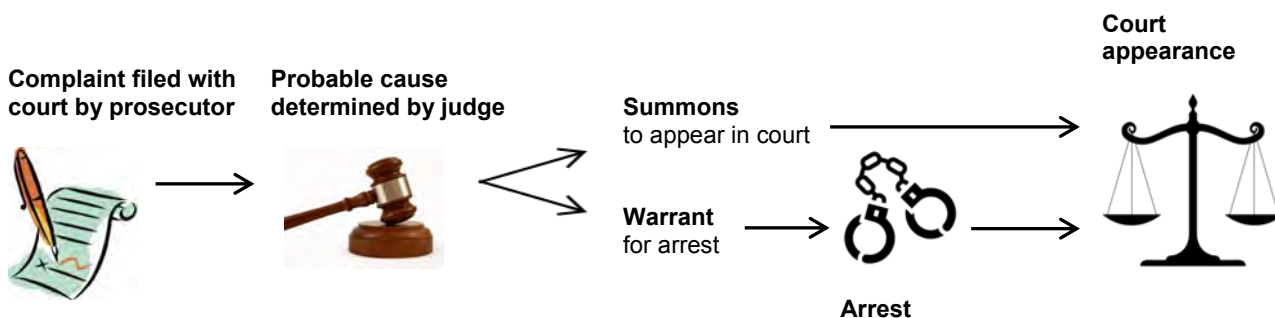 Complaint filed with
court by prosecutor
Probable cause
determined by judge
Summons
to appear in court
Warrant
for arrest
Arrest
Court
appearance